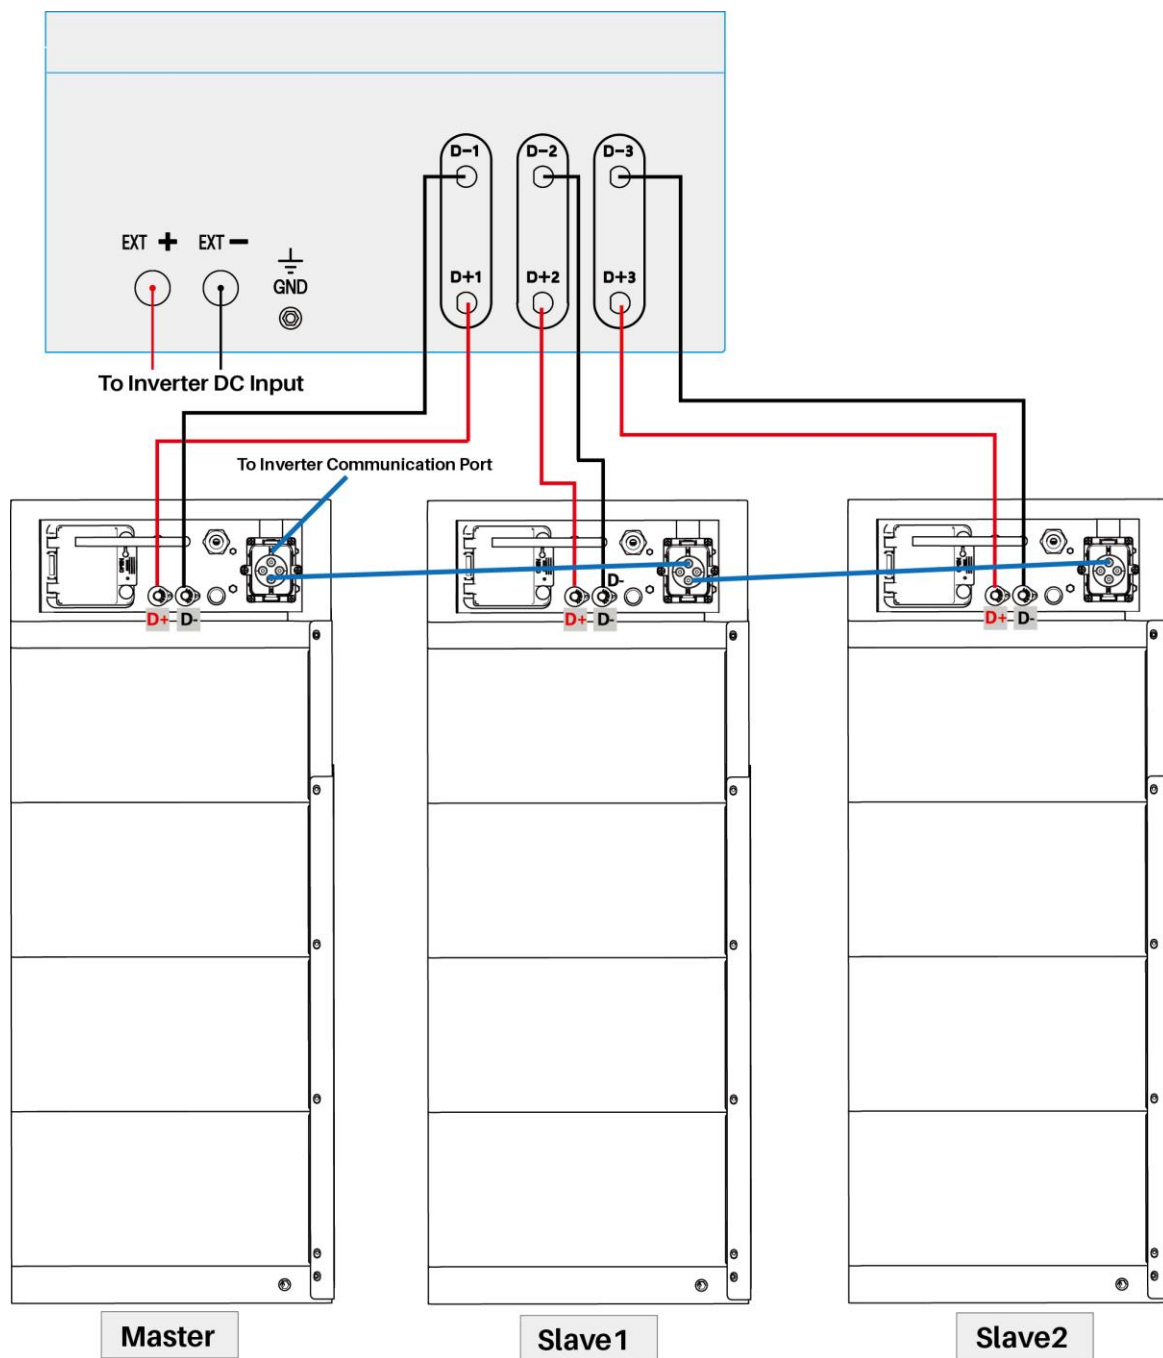 D−1 D−2 D−3
EXT + EXT −
GND
D+1 D+2 D+3
To Inverter DC Input
To Inverter Communication Port
D-
D+ D- D+ D- D+ D-
Master Slave1 Slave2